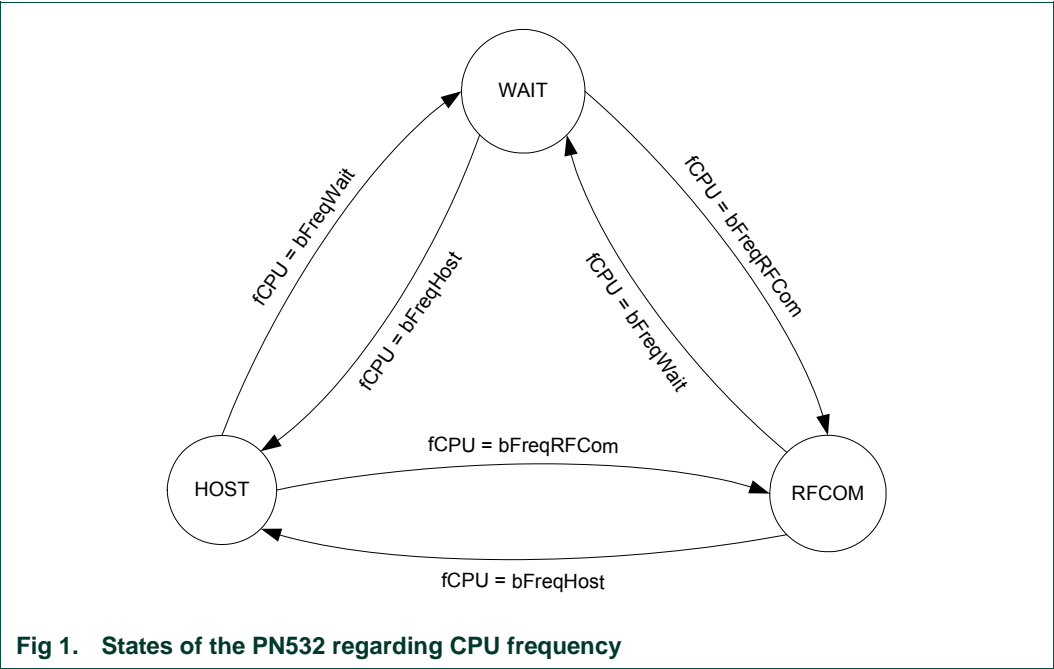 WAIT
fCPU = bFreqWait
fCPU = bFreqHost
fCPU = bFreqWait
fCPU = bFreqRFCom
fCPU = bFreqRFCom
HOST
RFCOM
fCPU = bFreqHost
Fig 1. States of the PN532 regarding CPU frequency